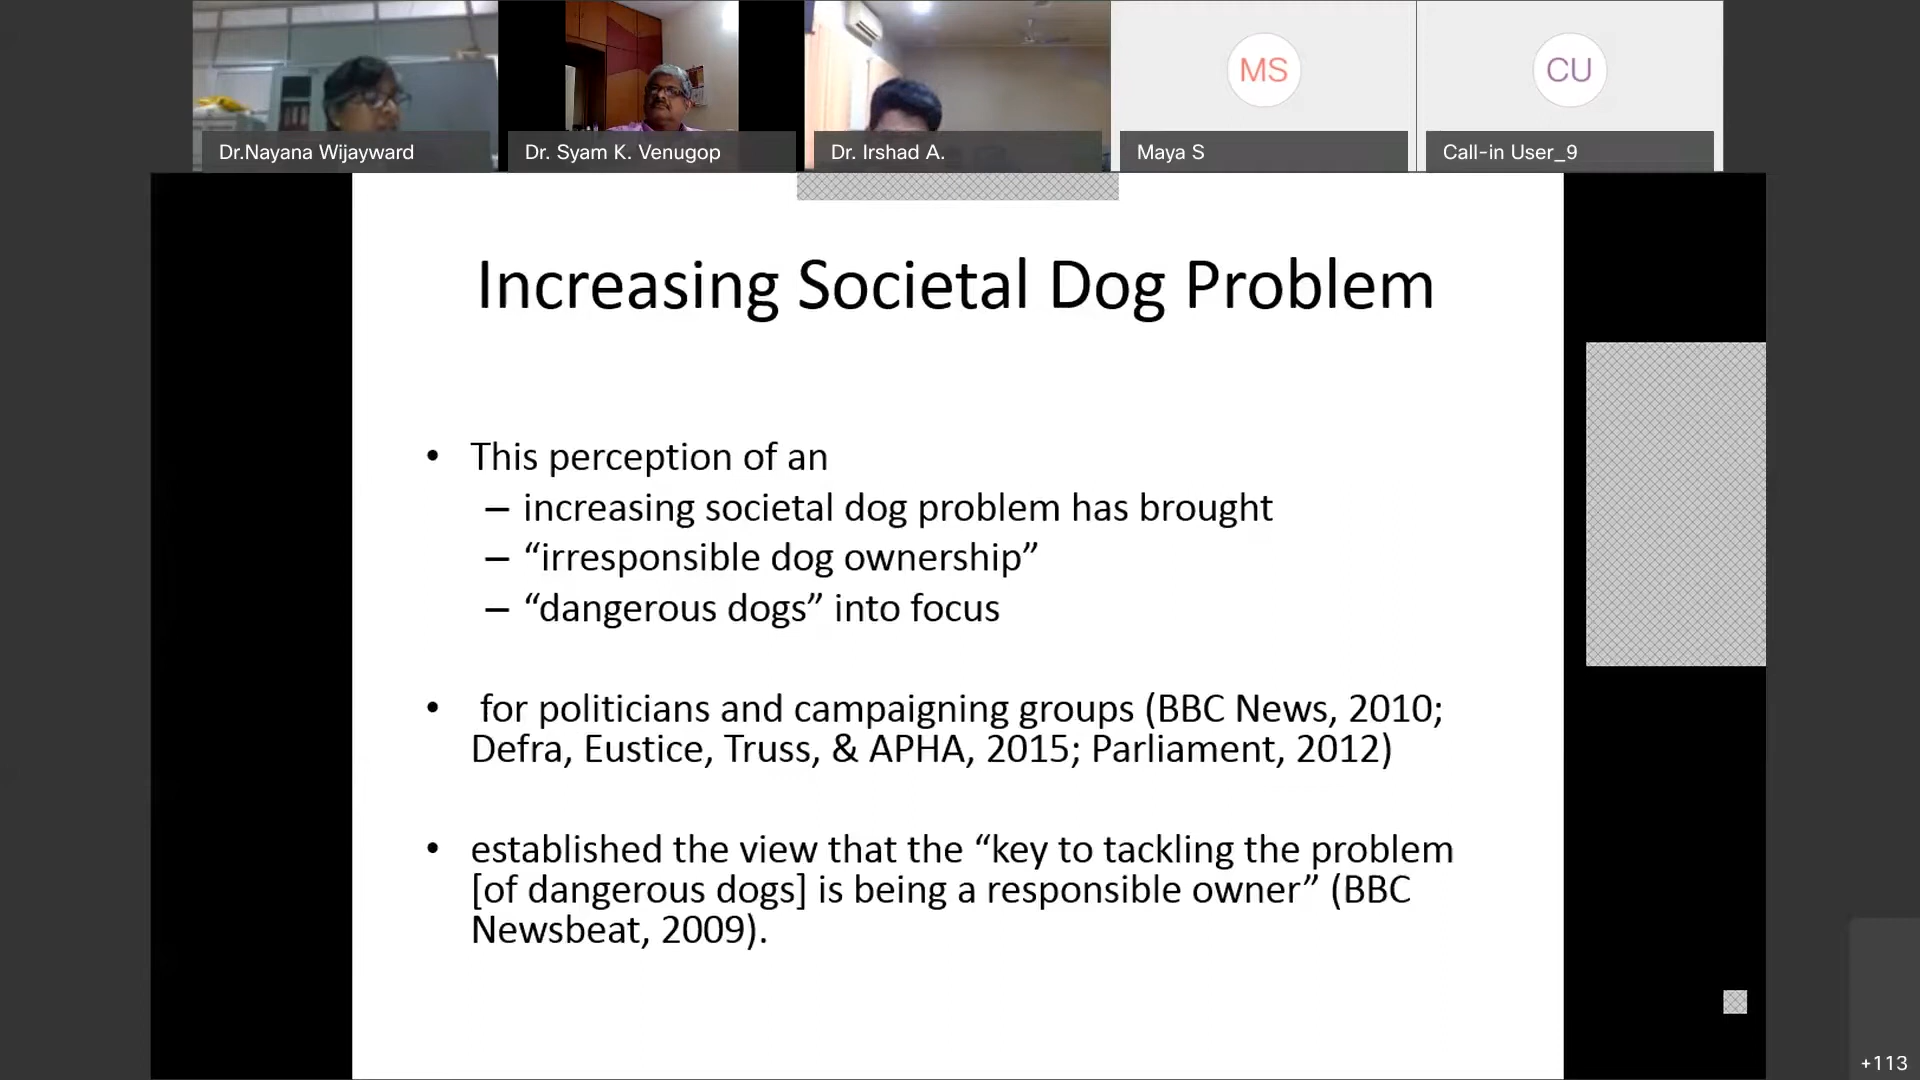 Dr.Nayana Wijayward
Dr. Syam K. Venugop
Dr. Irshad A.
MS
Maya S
CU
Call-in User_9
Increasing Societal Dog Problem
• This perception of an
– increasing societal dog problem has brought
– “irresponsible dog ownership”
– “dangerous dogs” into focus
• for politicians and campaigning groups (BBC News, 2010;
Defra, Eustice, Truss, & APHA, 2015; Parliament, 2012)
• established the view that the “key to tackling the problem
[of dangerous dogs] is being a responsible owner” (BBC
Newsbeat, 2009).
+113